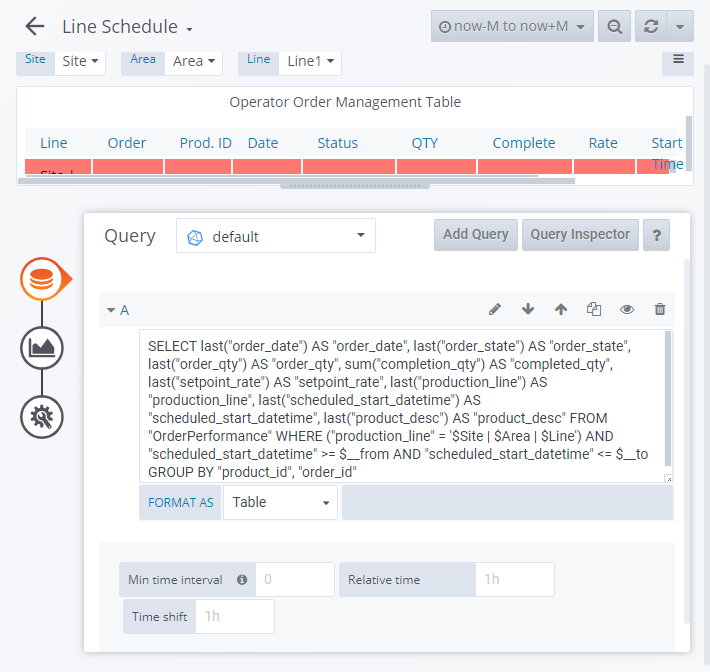 Line Schedule
now-M to now+M
Site
Site
Area
Area
Line
Line1
Operator Order Management Table
Line
Order
Prod. ID
Date
Status
QTY
Complete
Rate
Start
Time
Query
default
Add Query
Query Inspector
?
A
SELECT last("order_date") AS "order_date", last("order_state") AS "order_state",
last("order_qty") AS "order_qty", sum("completion_qty") AS "completed_qty",
last("setpoint_rate") AS "setpoint_rate", last("production_line") AS
"production_line", last("scheduled_start_datetime") AS
"scheduled_start_datetime", last("product_desc") AS "product_desc" FROM
"OrderPerformance" WHERE ("production_line" = '$Site | $Area | $Line') AND
"scheduled_start_datetime" >= $__from AND "scheduled_start_datetime" <= $__to
GROUP BY "product_id", "order_id"
FORMAT AS
Table
Min time interval
0
Relative time
1h
Time shift
1h